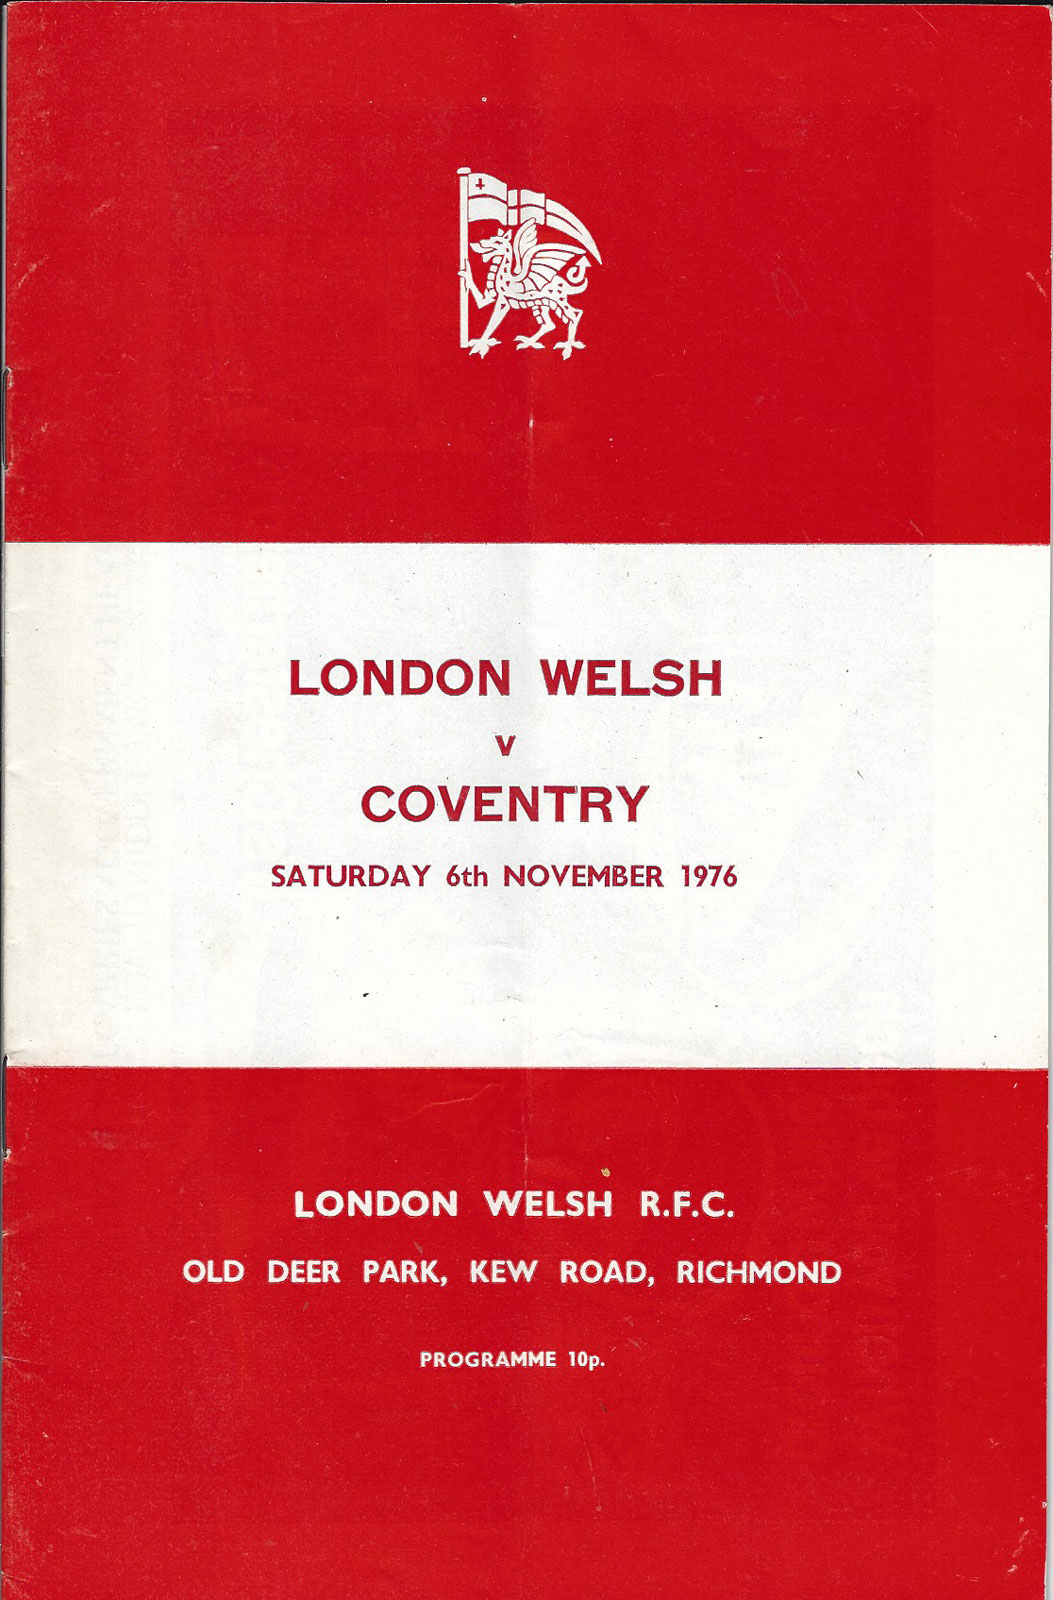 LONDON WELSH
v
COVENTRY
SATURDAY 6th NOVEMBER 1976
LONDON WELSH R.F.C.
OLD DEER PARK, KEW ROAD, RICHMOND
PROGRAMME 10p.